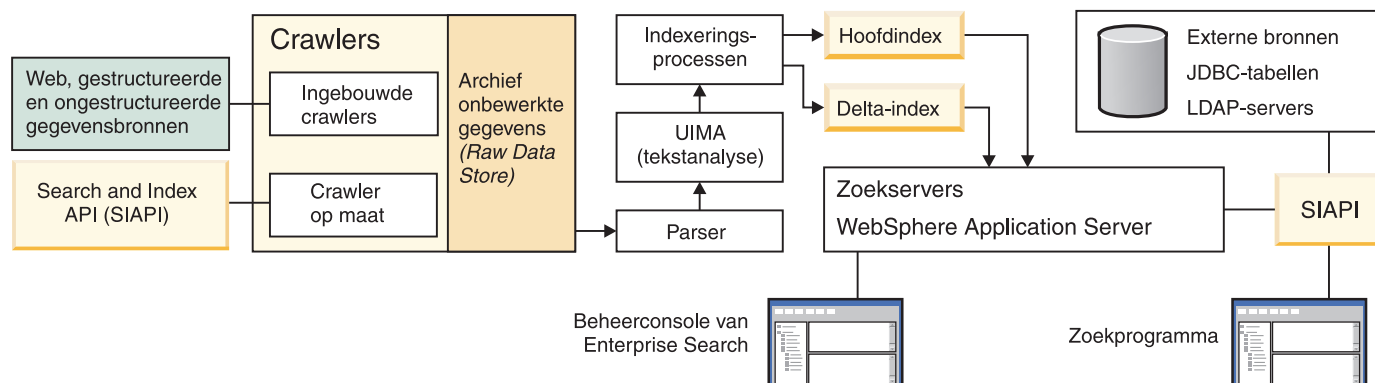 Web, gestructureerde
en ongestructureerde
gegevensbronnen
Search and Index
API (SIAPI)
Crawlers
Ingebouwde
crawlers
Crawler
op maat
Archief
onbewerkte
gegevens
(Raw Data
Store)
Indexerings-
processen
UIMA
(tekstanalyse)
Parser
Hoofdindex
Delta-index
Zoekservers
WebSphere Application Server
Externe bronnen
JDBC-tabellen
LDAP-servers
SIAPI
Beheerconsole van
Enterprise Search
Zoekprogramma